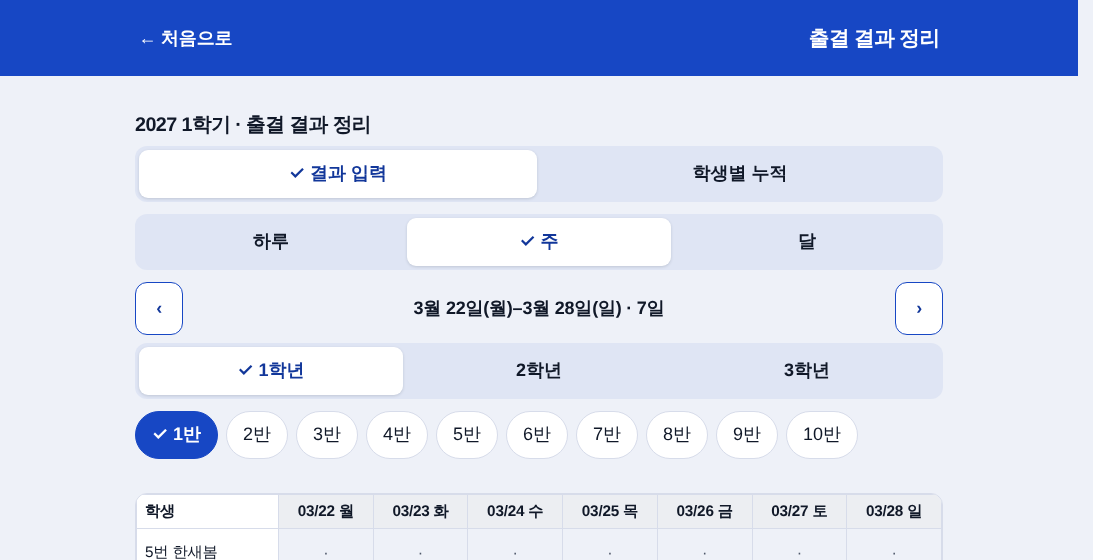 ← 처음으로
출결 결과 정리
2027 1학기 · 출결 결과 정리
✓ 결과 입력
학생별 누적
하루
✓ 주
달
‹
3월 22일(월)–3월 28일(일) · 7일
›
✓ 1학년
2학년
3학년
✓ 1반 2반 3반 4반 5반 6반 7반 8반 9반 10반
학생 03/22 월 03/23 화 03/24 수 03/25 목 03/26 금 03/27 토 03/28 일
5번 한새봄 · · · · · · ·